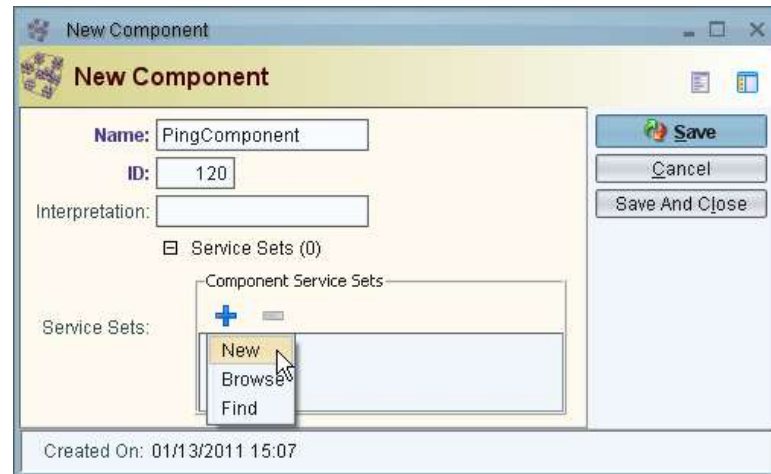 New Component
New Component
Name: PingComponent
ID: 120
Interpretation:
Service Sets (0)
Component Service Sets
Service Sets:
New
Browse
Find
Save
Cancel
Save And Close
Created On: 01/13/2011 15:07